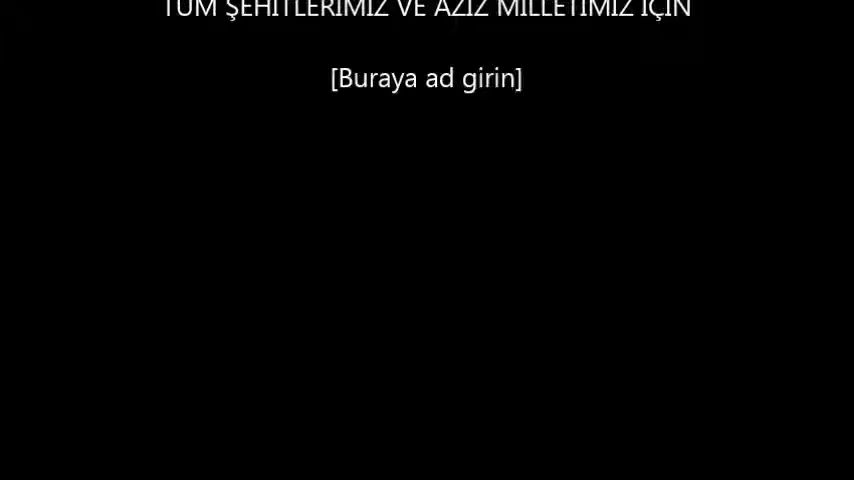 TÜM ŞEHİTLERİMİZ VE AZİZ MİLLETİMİZ İÇİN
[Buraya ad girin]